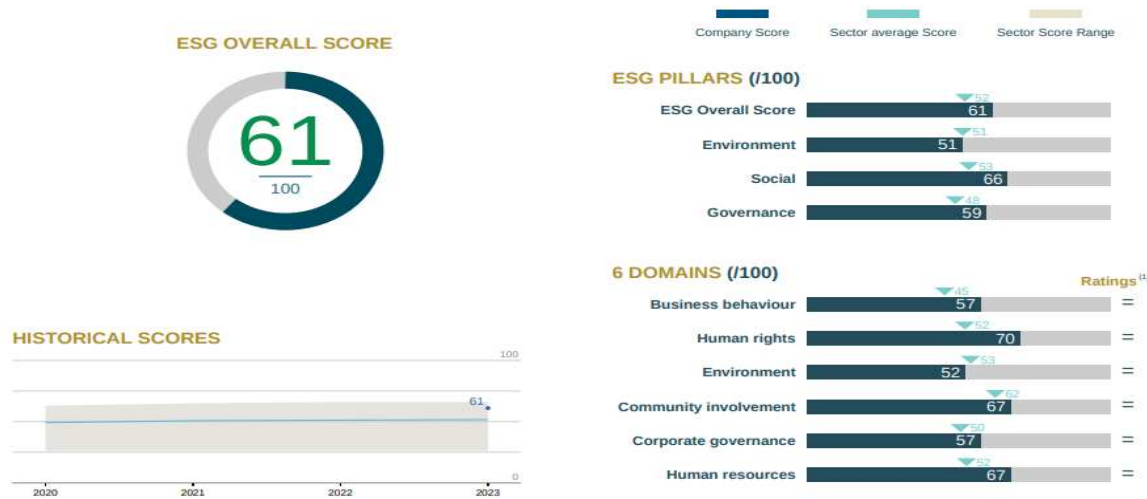 Company Score
Sector average Score
Sector Score Range
ESG OVERALL SCORE
61
100
ESG PILLARS (/100)
52
ESG Overall Score 61
51
Environment 51
53
Social 66
48
Governance 59
6 DOMAINS (/100)
Ratings (1
45
Business behaviour 57 =
52
Human rights 70 =
53
Environment 52 =
62
Community involvement 67 =
50
Corporate governance 57 =
52
Human resources 67 =
HISTORICAL SCORES
100
61
0
2020 2021 2022 2023